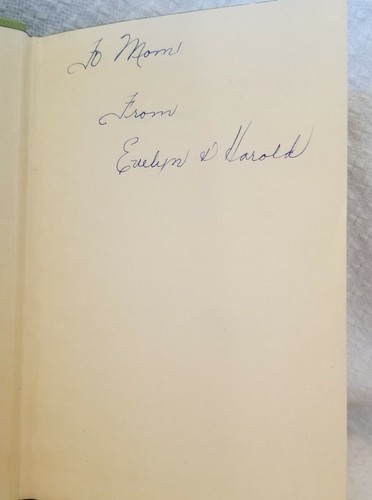 To Mom
From
Evelyn & Harold